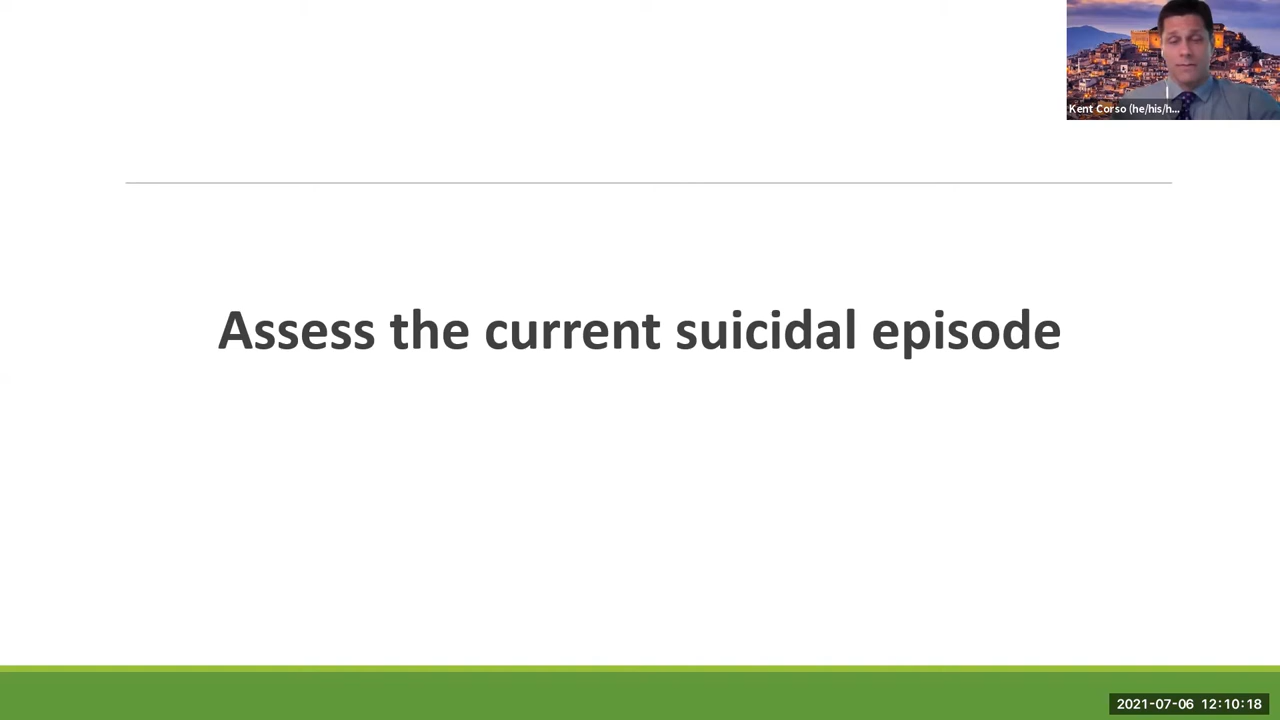 Kent Corso (he/his/h...
Assess the current suicidal episode
2021-07-06 12:10:18